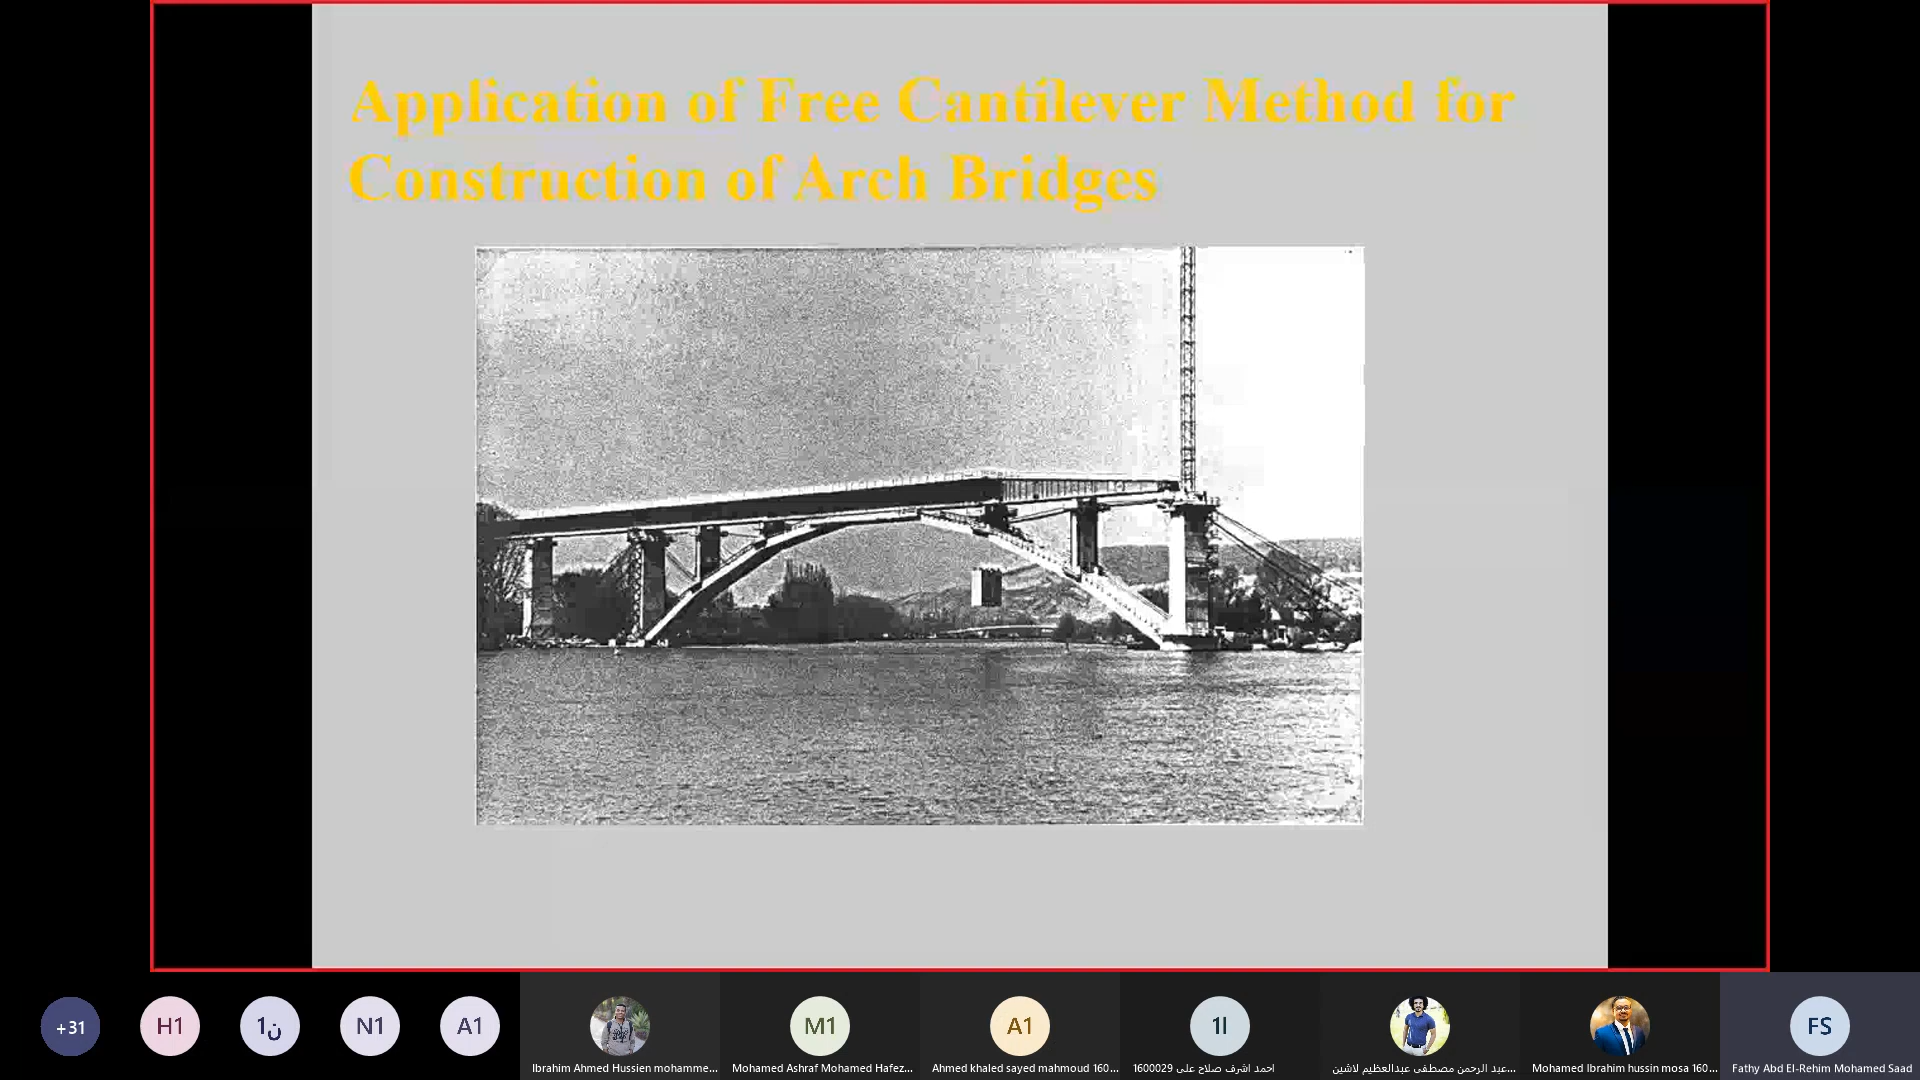 Application of Free Cantilever Method for
Construction of Arch Bridges
+31
H1
ن1
N1
A1
M1
A1
1ا
FS
Ibrahim Ahmed Hussien mohamme...
Mohamed Ashraf Mohamed Hafez...
Ahmed khaled sayed mahmoud 160...
احمد اشرف صلاح على 1600029
عبد الرحمن مصطفى عبدالعظيم لاشين...
Mohamed Ibrahim hussin mosa 160...
Fathy Abd El-Rehim Mohamed Saad